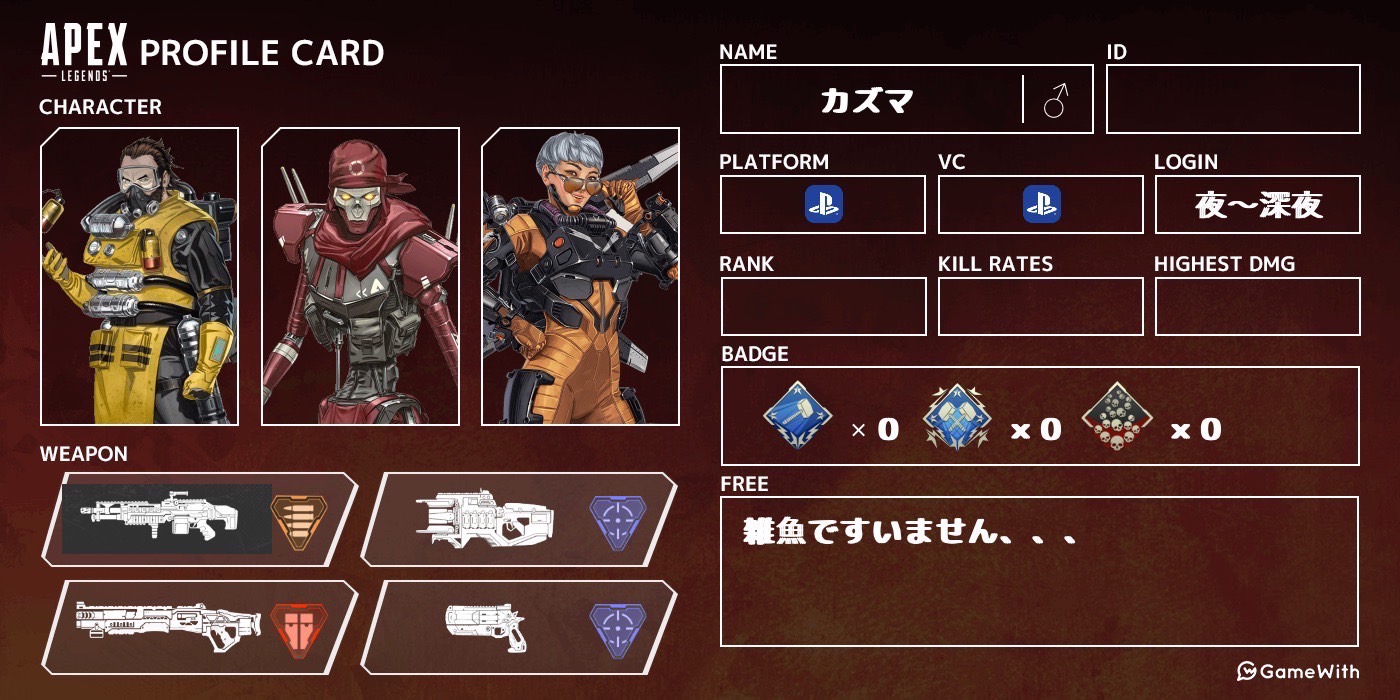 APEX
LEGENDS
PROFILE CARD
CHARACTER
WEAPON
NAME
カズマ ♂
ID
PLATFORM
VC
LOGIN
夜〜深夜
RANK
KILL RATES
HIGHEST DMG
BADGE
× 0 x 0 x 0
FREE
雑魚ですいません、、、
GameWith